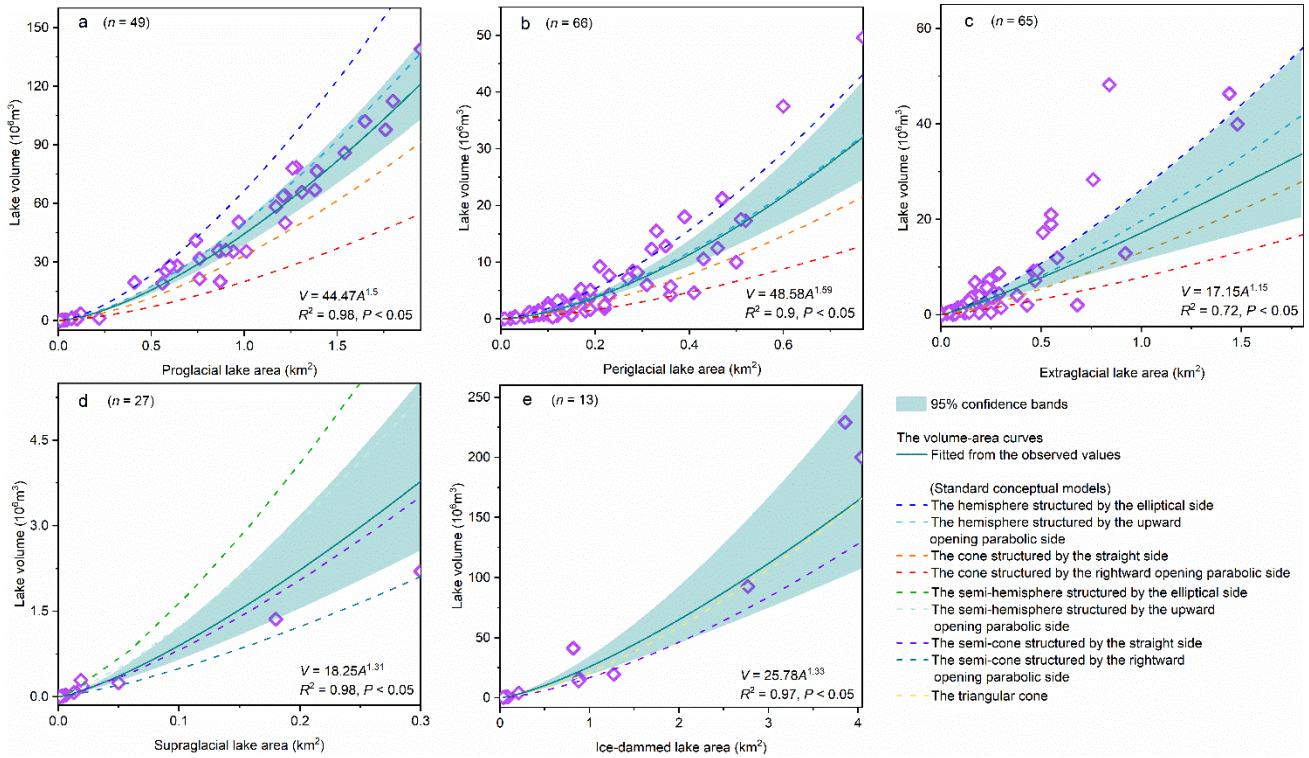 a (n = 49)
Lake volume (10⁶m³)
160
120
90
60
30
0
V = 44.47A^1.5
R² = 0.98, P < 0.05
0.0 0.5 1.0 1.5
Proglacial lake area (km²)
b (n = 66)
Lake volume (10⁶m³)
50
40
30
20
10
0
V = 48.58A^1.59
R² = 0.9, P < 0.05
0.0 0.2 0.4 0.6
Periglacial lake area (km²)
c (n = 65)
Lake volume (10⁶m³)
60
40
20
0
V = 17.15A^1.15
R² = 0.72, P < 0.05
0.0 0.5 1.0 1.5
Extraglacial lake area (km²)
d (n = 27)
Lake volume (10⁶m³)
4.5
3.0
1.5
0.0
V = 18.25A^1.31
R² = 0.98, P < 0.05
0.0 0.1 0.2 0.3
Supraglacial lake area (km²)
e (n = 13)
Lake volume (10⁶m³)
250
200
150
100
50
0
V = 25.78A^1.33
R² = 0.97, P < 0.05
0 1 2 3 4
Ice-dammed lake area (km²)
95% confidence bands
The volume-area curves
Fitted from the observed values
(Standard conceptual models)
The hemisphere structured by the elliptical side
The hemisphere structured by the upward
opening parabolic side
The cone structured by the straight side
The cone structured by the rightward opening parabolic side
The semi-hemisphere structured by the elliptical side
The semi-hemisphere structured by the upward
opening parabolic side
The semi-cone structured by the straight side
The semi-cone structured by the rightward
opening parabolic side
The triangular cone